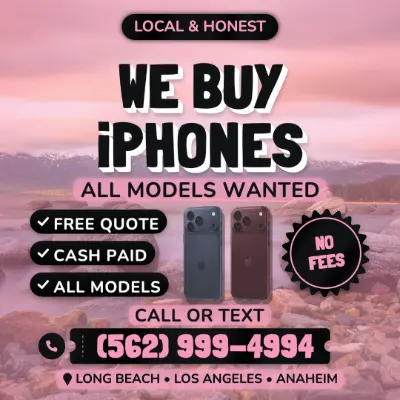 LOCAL & HONEST
WE BUY
iPHONES
ALL MODELS WANTED
FREE QUOTE
CASH PAID
ALL MODELS
NO
FEES
CALL OR TEXT
(562) 999-4994
LONG BEACH • LOS ANGELES • ANAHEIM